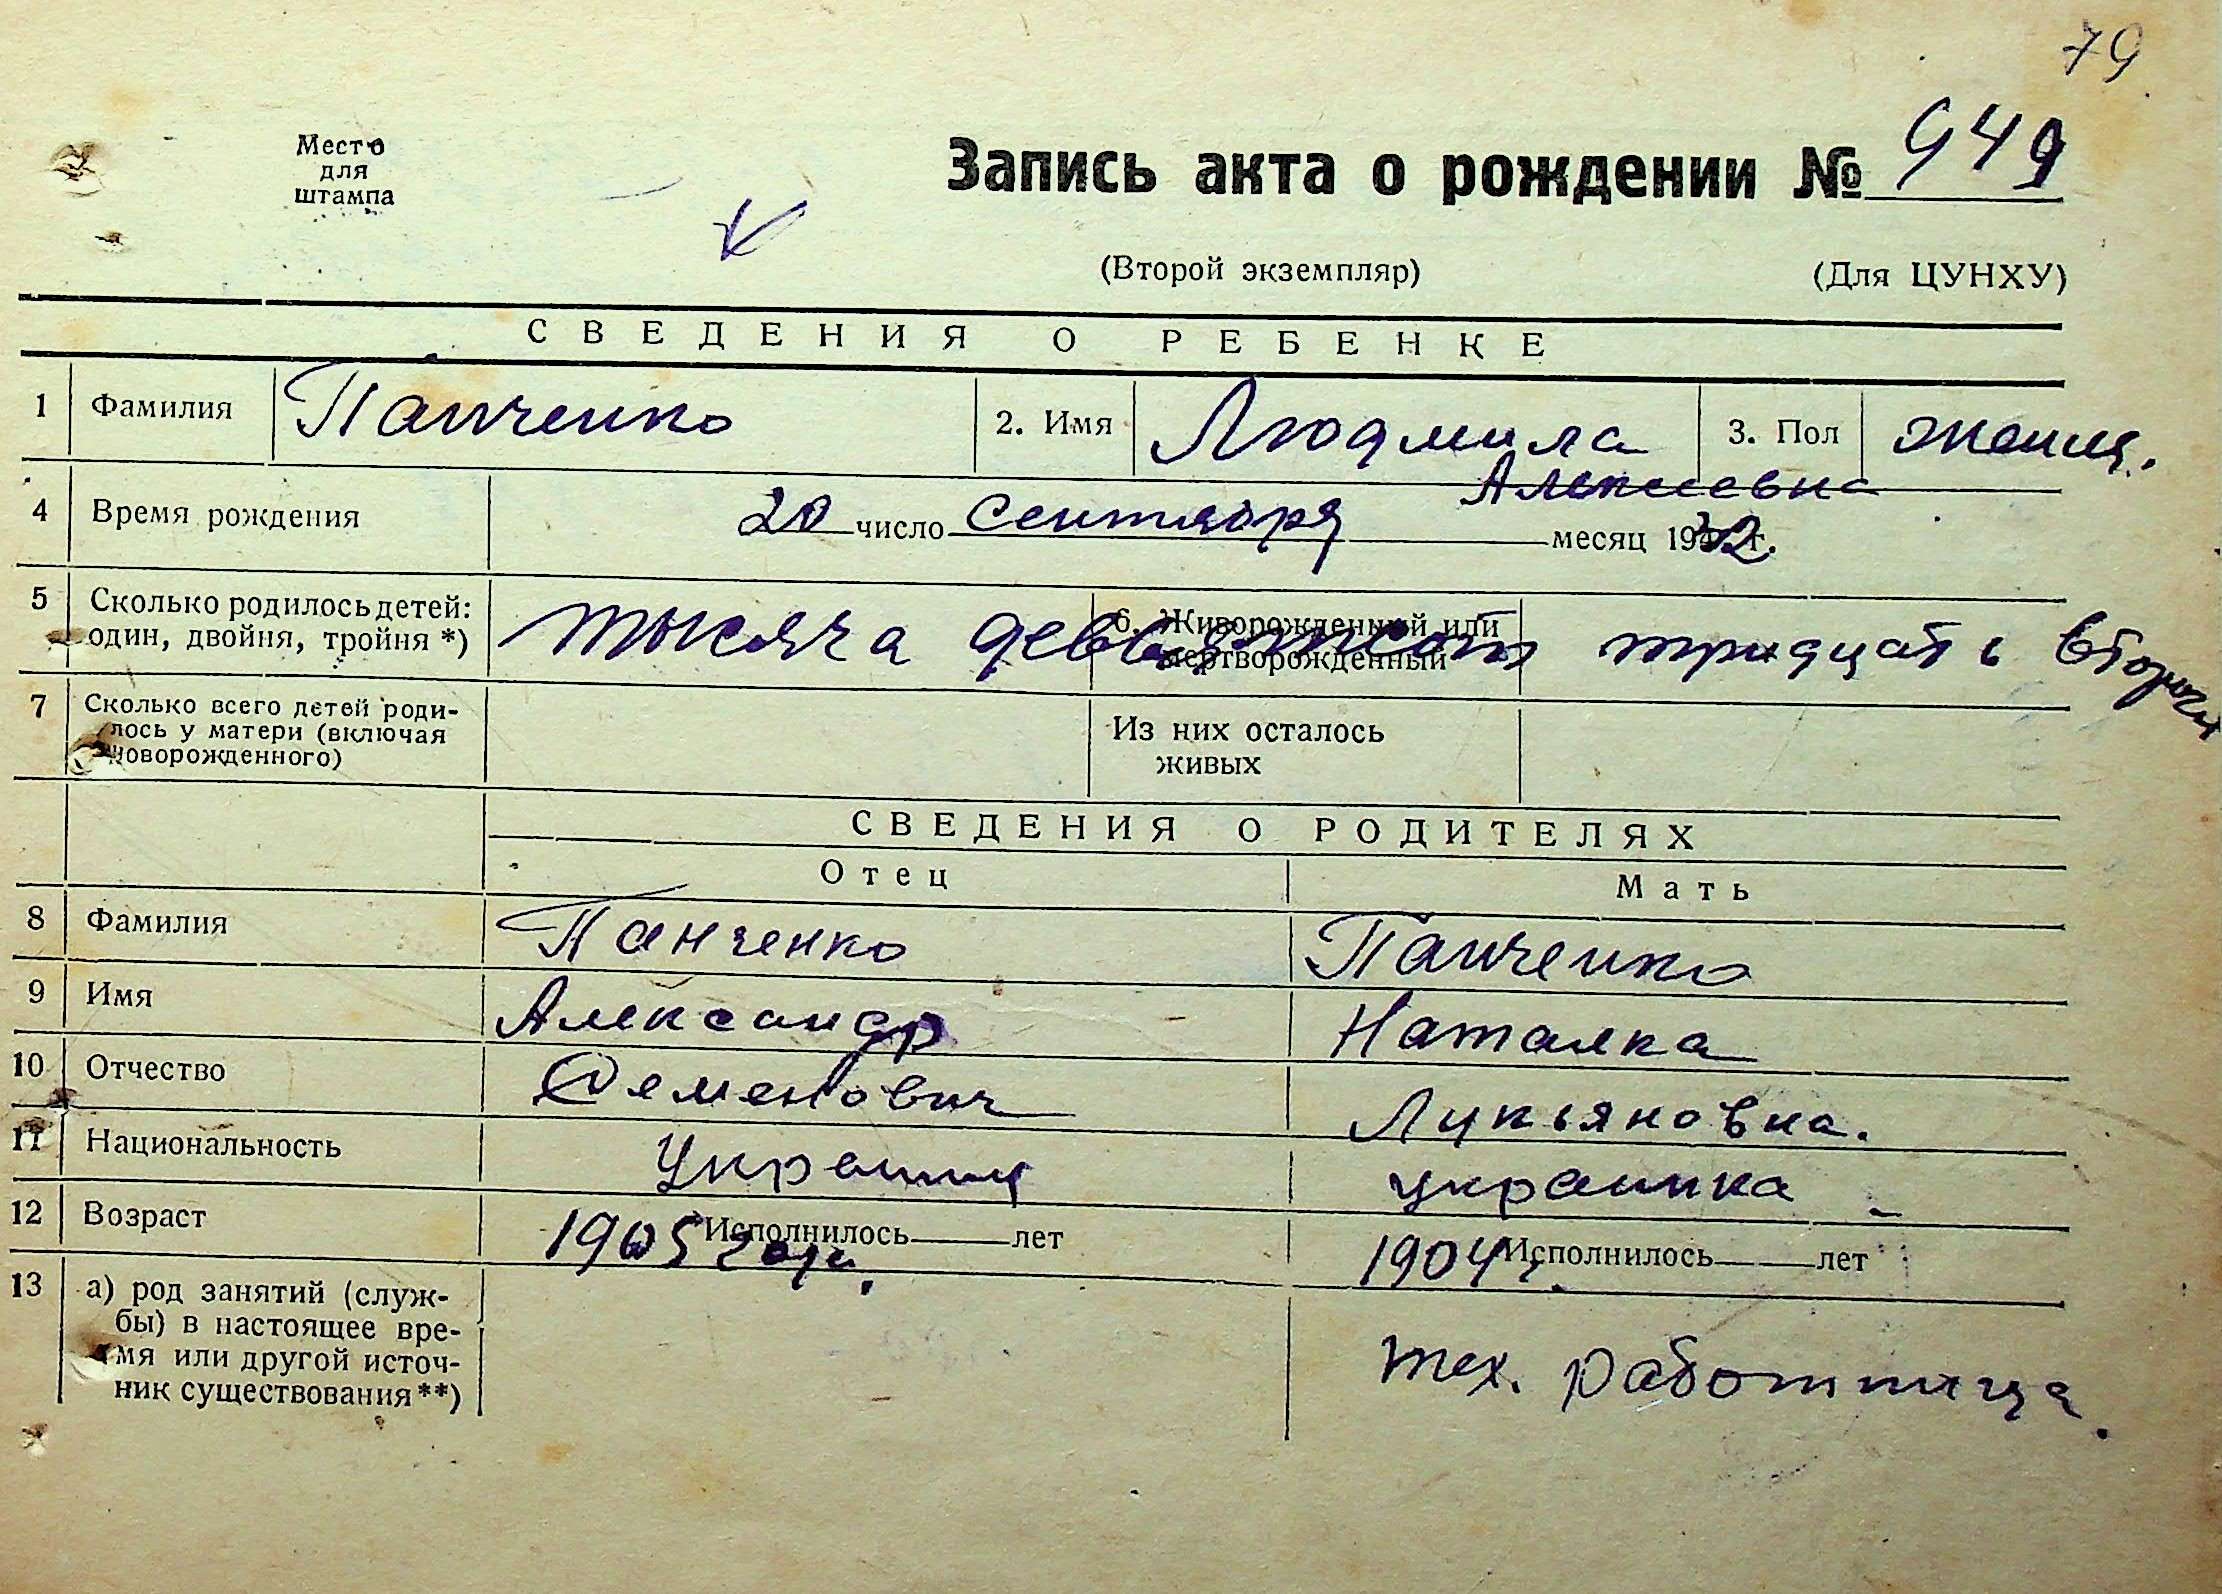 79
Место
для
штампа
Запись акта о рождении № 949
(Второй экземпляр) (Для ЦУНХУ)
СВЕДЕНИЯ О РЕБЕНКЕ
1 Фамилия Панченко 2. Имя Людмила 3. Пол женщ.
Алексеевна
4 Время рождения 20 число сентября месяц 1932 г.
5 Сколько родилось детей: один, двойня, тройня *) тысяча девятьсот 6. Живорожденный или мертворожденный тридцать второго
7 Сколько всего детей роди-
лось у матери (включая
новорожденного) Из них осталось
живых
СВЕДЕНИЯ О РОДИТЕЛЯХ
Отец Мать
8 Фамилия Панченко Панченко
9 Имя Александр Наталка
10 Отчество Семенович Лукьяновна.
11 Национальность Украинц украинка
12 Возраст 1905 года. Исполнилось лет 1904 г. Исполнилось лет
13 а) род занятий (служ-
бы) в настоящее вре-
мя или другой источ-
ник существования **) тех. работница.